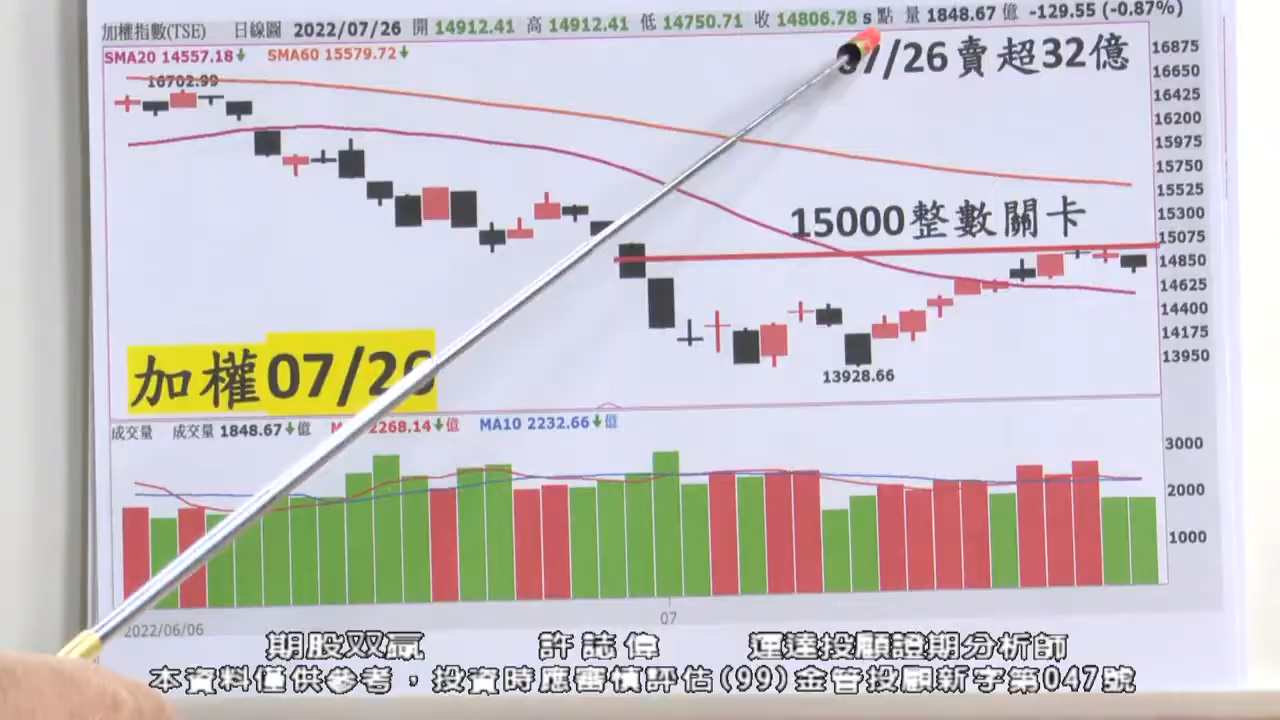 加權指數(TSE) 日線圖 2022/07/26 開 14912.41 高 14912.41 低 14750.71 收 14806.78 s 點 量 1848.67 億 -129.55 (-0.87%)
SMA20 14557.18↓ SMA60 15579.72↓
07/26賣超32億
16702.99
16875
16650
16425
16200
15975
15750
15525
15300
15075
14850
14625
14400
14175
13950
15000整數關卡
加權07/26
13928.66
成交量 成交量 1848.67↓億 2268.14↓億 MA10 2232.66↓億
3000
2000
1000
2022/06/06
07
期股双贏 許誌偉 運達投顧證期分析師
本資料僅供參考，投資時應審慎評估(99)金管投顧新字第047號